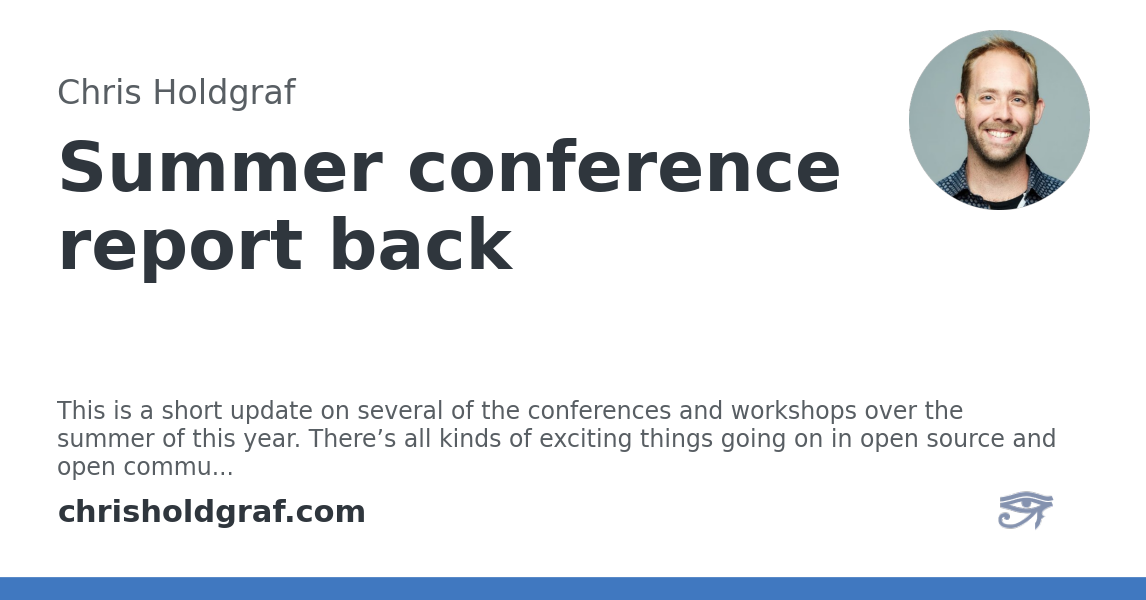 Chris Holdgraf
Summer conference
report back
This is a short update on several of the conferences and workshops over the
summer of this year. There’s all kinds of exciting things going on in open source and
open commu...
chrisholdgraf.com